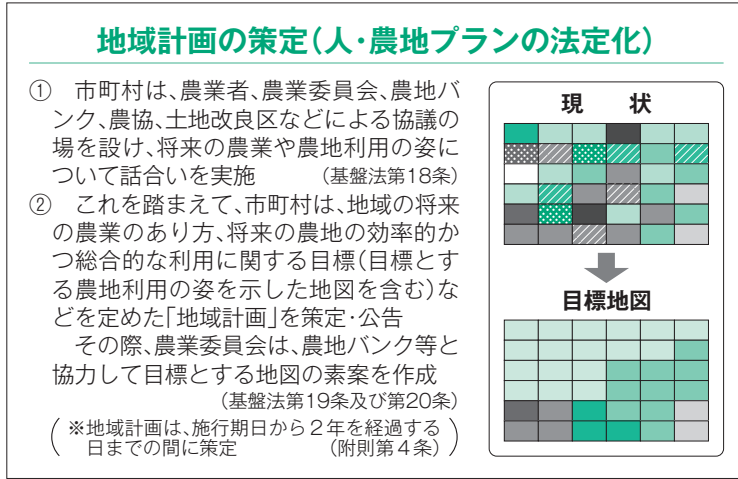 地域計画の策定(人・農地プランの法定化)
① 市町村は、農業者、農業委員会、農地バ
ンク、農協、土地改良区などによる協議の
場を設け、将来の農業や農地利用の姿に
ついて話合いを実施 (基盤法第18条)
② これを踏まえて、市町村は、地域の将来
の農業のあり方、将来の農地の効率的か
つ総合的な利用に関する目標(目標とす
る農地利用の姿を示した地図を含む)な
どを定めた「地域計画」を策定・公告
その際、農業委員会は、農地バンク等と
協力して目標とする地図の素案を作成
(基盤法第19条及び第20条)
(※地域計画は、施行期日から2年を経過する
日までの間に策定 (附則第4条))
現 状
目標地図